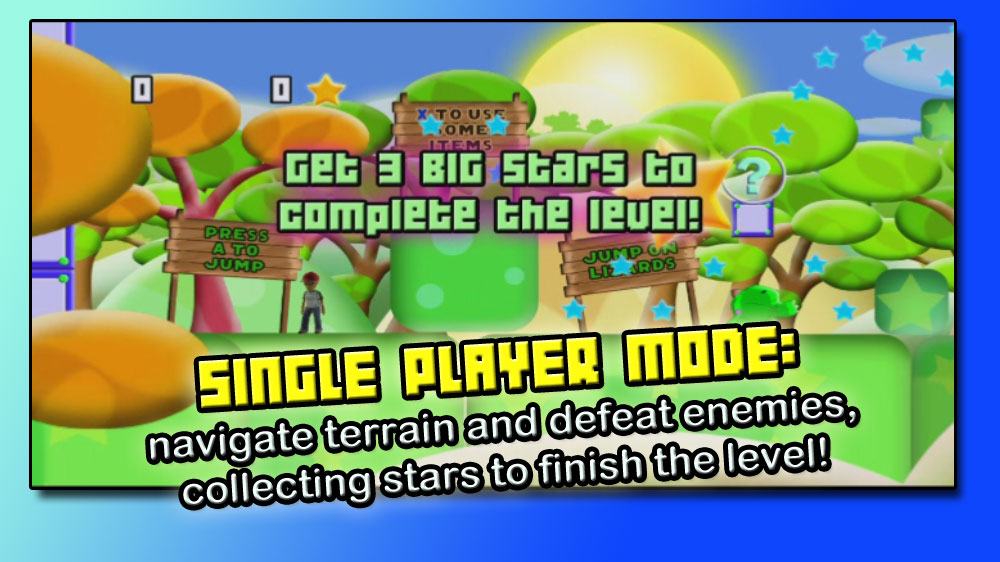 0 0
X TO USE
SOME
ITEMS
Get 3 BIG Stars to
complete the level!
PRESS
A TO
JUMP
JUMP ON
LIZARDS
?
SINGLE PLAYER MODE:
navigate terrain and defeat enemies,
collecting stars to finish the level!